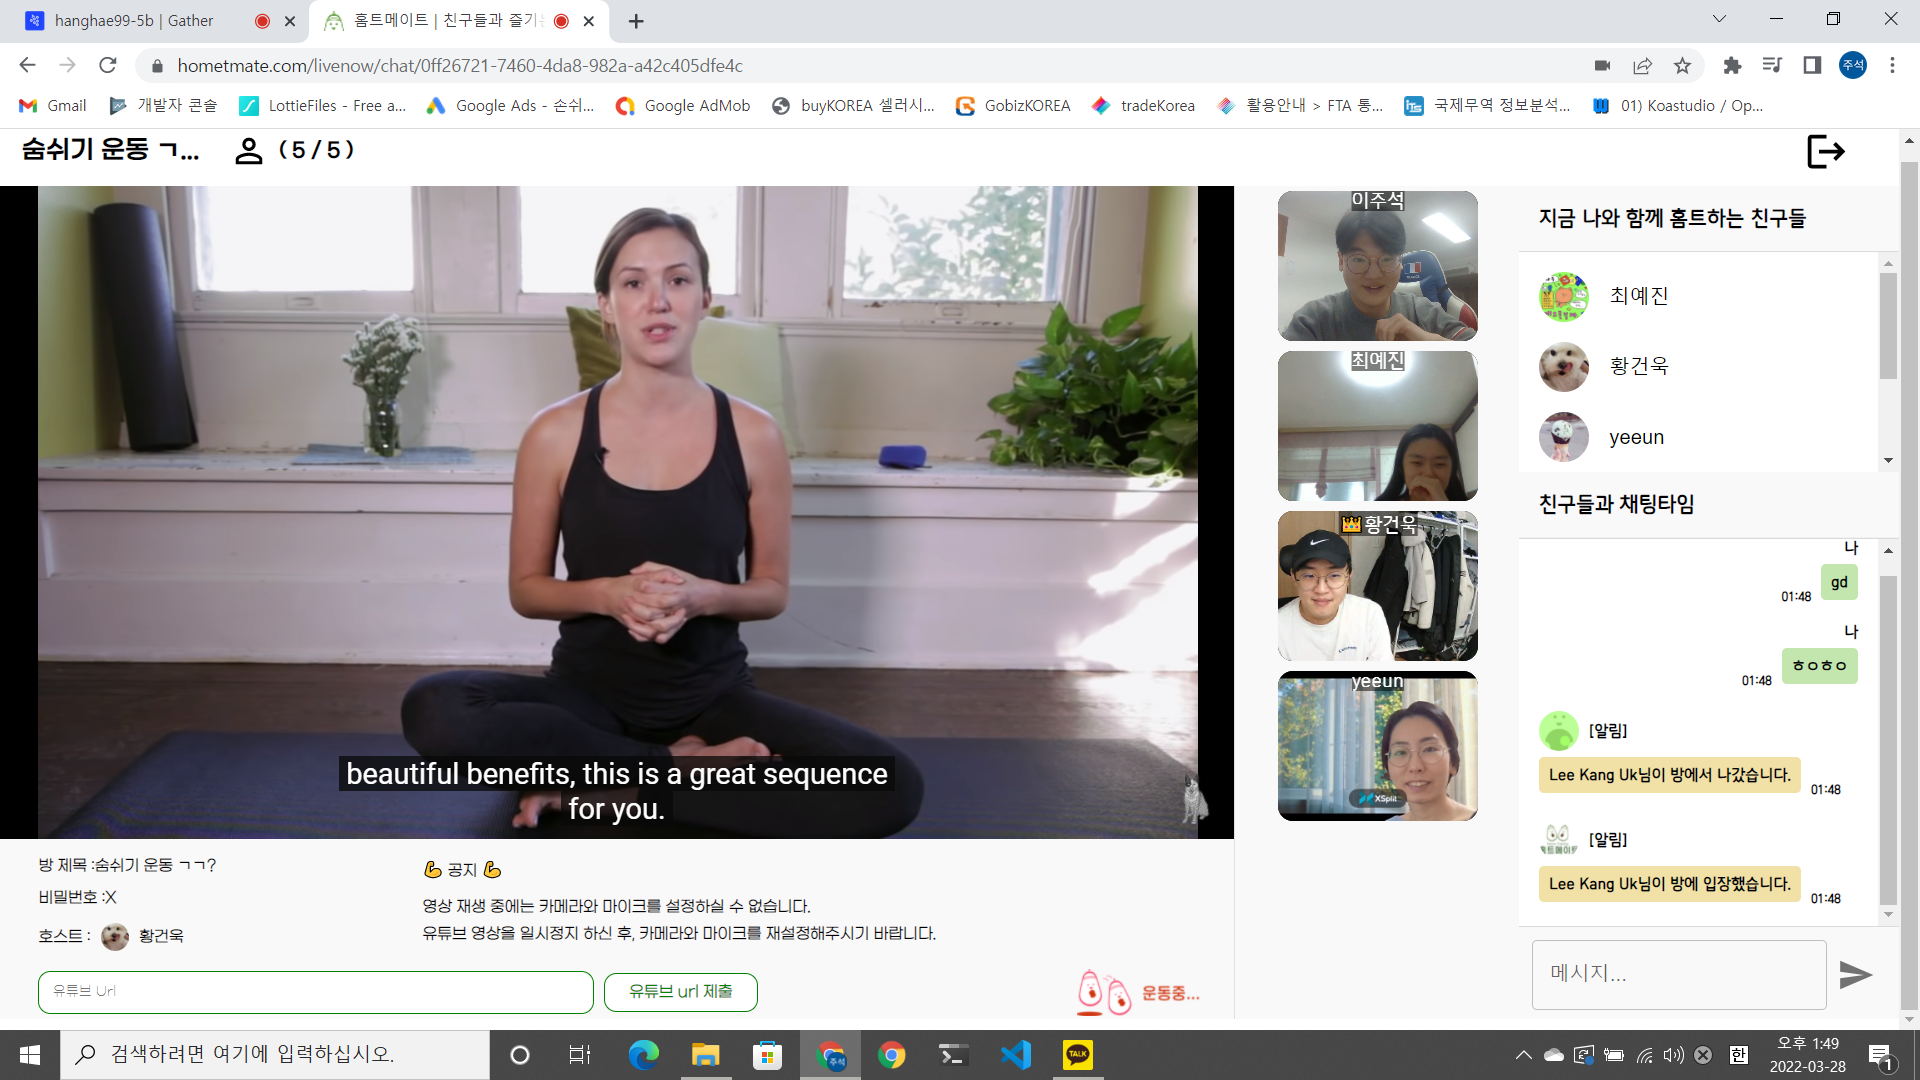 hanghae99-5b | Gather
홈트메이트 | 친구들과 즐기는
hometmate.com/livenow/chat/0ff26721-7460-4da8-982a-a42c405dfe4c
주석
Gmail
개발자 콘솔
LottieFiles - Free a...
Google Ads - 손쉬...
Google AdMob
buyKOREA 셀러시...
GobizKOREA
tradeKorea
활용안내 > FTA 통...
국제무역 정보분석...
01) Koastudio / Op...
숨쉬기 운동 ㄱ...
( 5 / 5 )
beautiful benefits, this is a great sequence
for you.
이주석
최예진
황건욱
yeeun
XSplit
지금 나와 함께 홈트하는 친구들
최예진
황건욱
yeeun
친구들과 채팅타임
나
gd
01:48
나
ㅎㅇㅎㅇ
01:48
[알림]
Lee Kang Uk님이 방에서 나갔습니다.
01:48
[알림]
Lee Kang Uk님이 방에 입장했습니다.
01:48
메시지...
방 제목 :숨쉬기 운동 ㄱㄱ?
비밀번호 :X
호스트 :
황건욱
공지
영상 재생 중에는 카메라와 마이크를 설정하실 수 없습니다.
유튜브 영상을 일시정지 하신 후, 카메라와 마이크를 재설정해주시기 바랍니다.
유튜브 Url
유튜브 url 제출
운동중...
검색하려면 여기에 입력하십시오.
주석
TALK
한
오후 1:49
2022-03-28
1